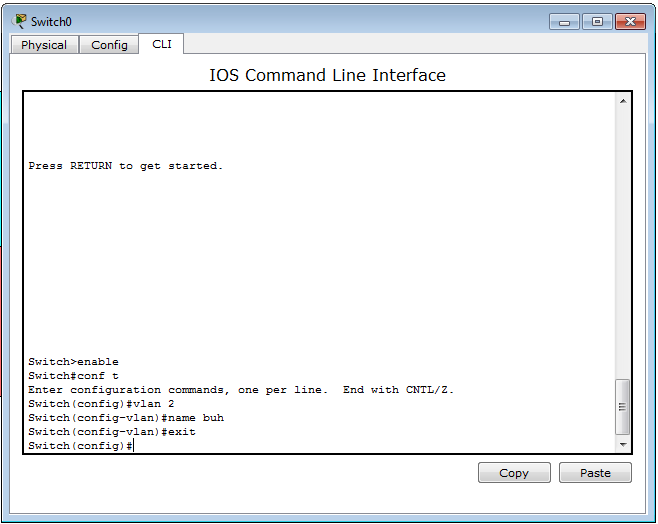 Switch0
Physical Config CLI
IOS Command Line Interface
Press RETURN to get started.
Switch>enable
Switch#conf t
Enter configuration commands, one per line.  End with CNTL/Z.
Switch(config)#vlan 2
Switch(config-vlan)#name buh
Switch(config-vlan)#exit
Switch(config)#
Copy Paste